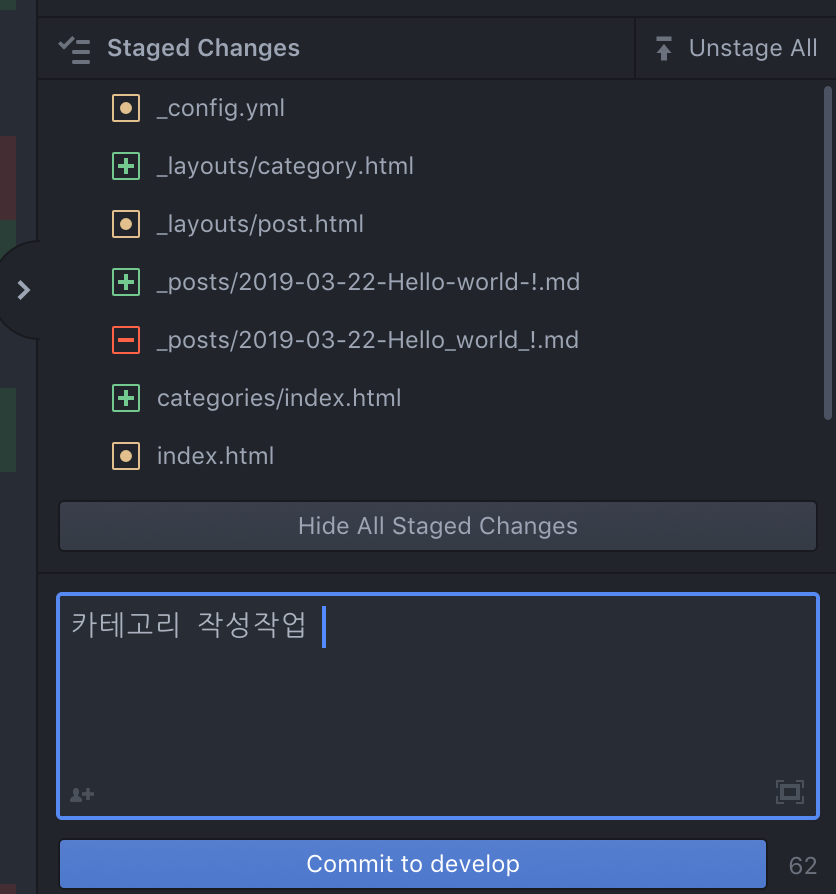 Staged Changes
Unstage All
_config.yml
_layouts/category.html
_layouts/post.html
_posts/2019-03-22-Hello-world-!.md
_posts/2019-03-22-Hello_world_!.md
categories/index.html
index.html
Hide All Staged Changes
카테고리 작성작업
Commit to develop
62